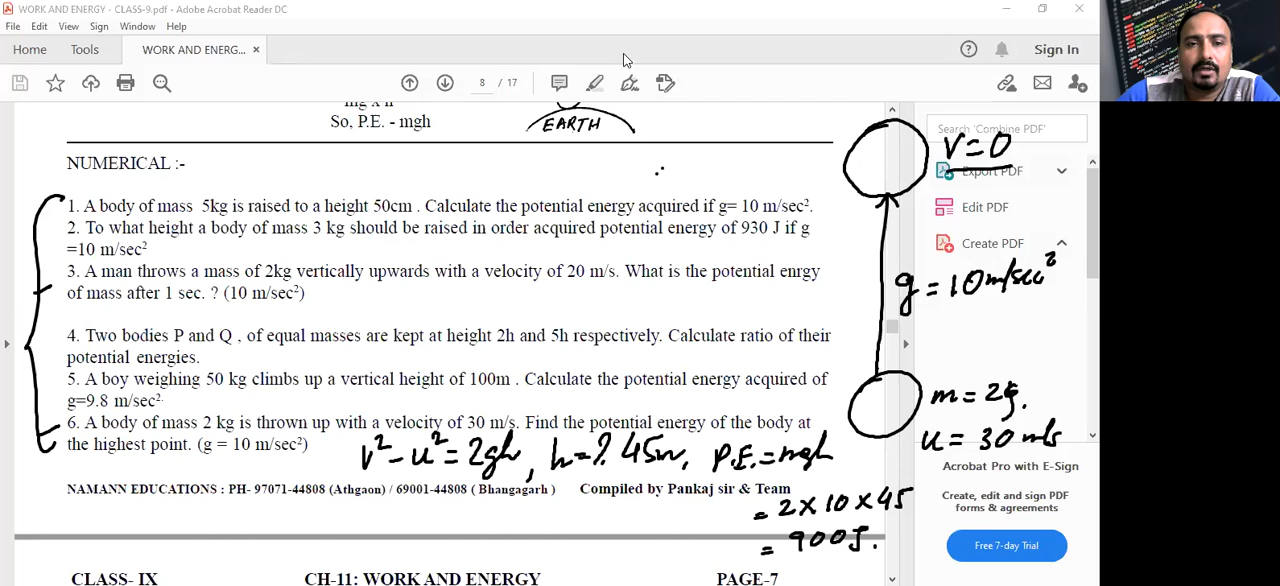 WORK AND ENERGY - CLASS-9.pdf - Adobe Acrobat Reader DC
File Edit View Sign Window Help
Home Tools WORK AND ENERG... × Sign In
8 / 17
mg x h
So, P.E. - mgh
EARTH
Search 'Combine PDF'
V=0
Export PDF
Edit PDF
Create PDF
g = 10m/sec²
NUMERICAL :-
1. A body of mass 5kg is raised to a height 50cm . Calculate the potential energy acquired if g= 10 m/sec².
2. To what height a body of mass 3 kg should be raised in order acquired potential energy of 930 J if g
=10 m/sec²
3. A man throws a mass of 2kg vertically upwards with a velocity of 20 m/s. What is the potential enrgy
of mass after 1 sec. ? (10 m/sec²)
4. Two bodies P and Q , of equal masses are kept at height 2h and 5h respectively. Calculate ratio of their
potential energies.
5. A boy weighing 50 kg climbs up a vertical height of 100m . Calculate the potential energy acquired of
g=9.8 m/sec²·
6. A body of mass 2 kg is thrown up with a velocity of 30 m/s. Find the potential energy of the body at
the highest point. (g = 10 m/sec²)
m = 2g.
u = 30 m/s
v²-u²=2gh, h=? 45m, P.E.=mgh
= 2×10×45
= 900J.
NAMANN EDUCATIONS : PH- 97071-44808 (Athgaon) / 69001-44808 ( Bhangagarh ) Compiled by Pankaj sir & Team
CLASS- IX CH-11: WORK AND ENERGY PAGE-7
Acrobat Pro with E-Sign
Create, edit and sign PDF
forms & agreements
Free 7-day Trial